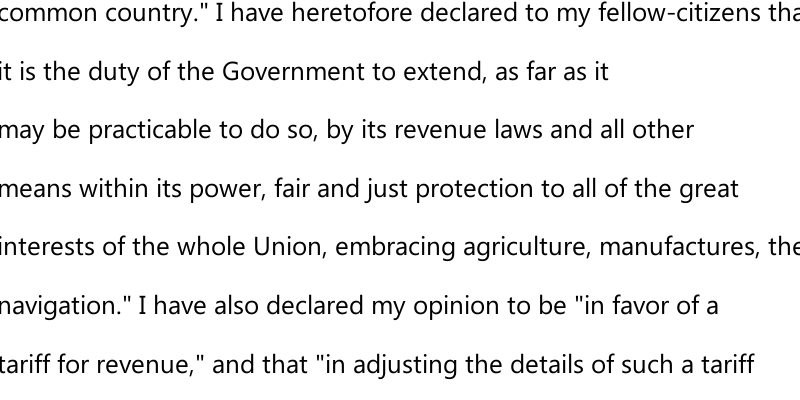 common country." I have heretofore declared to my fellow-citizens
it is the duty of the Government to extend, as far as it
may be practicable to do so, by its revenue laws and all other
means within its power, fair and just protection to all of the great
interests of the whole Union, embracing agriculture, manufactures, the
navigation." I have also declared my opinion to be "in favor of a
tariff for revenue," and that "in adjusting the details of such a tariff